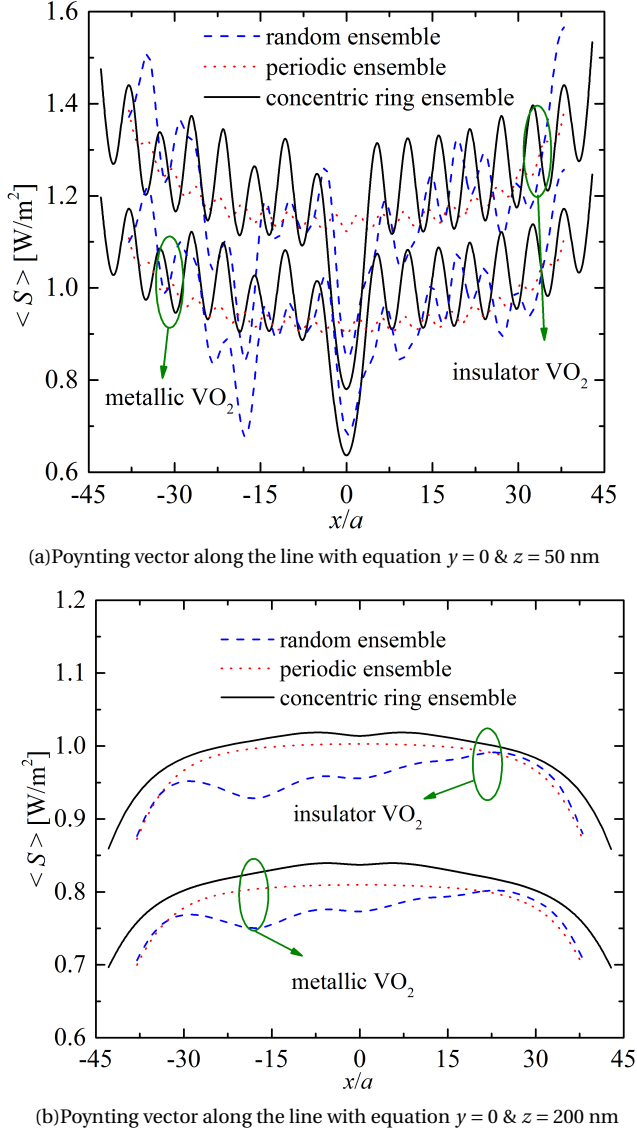 random ensemble
periodic ensemble
concentric ring ensemble
1.6
1.4
1.2
1.0
0.8
0.6
< S > [W/m²]
metallic VO₂
insulator VO₂
-45 -30 -15 0 15 30 45
x/a
(a)Poynting vector along the line with equation y = 0 & z = 50 nm
1.2
1.1
1.0
0.9
0.8
0.7
0.6
< S > [W/m²]
random ensemble
periodic ensemble
concentric ring ensemble
insulator VO₂
metallic VO₂
-45 -30 -15 0 15 30 45
x/a
(b)Poynting vector along the line with equation y = 0 & z = 200 nm